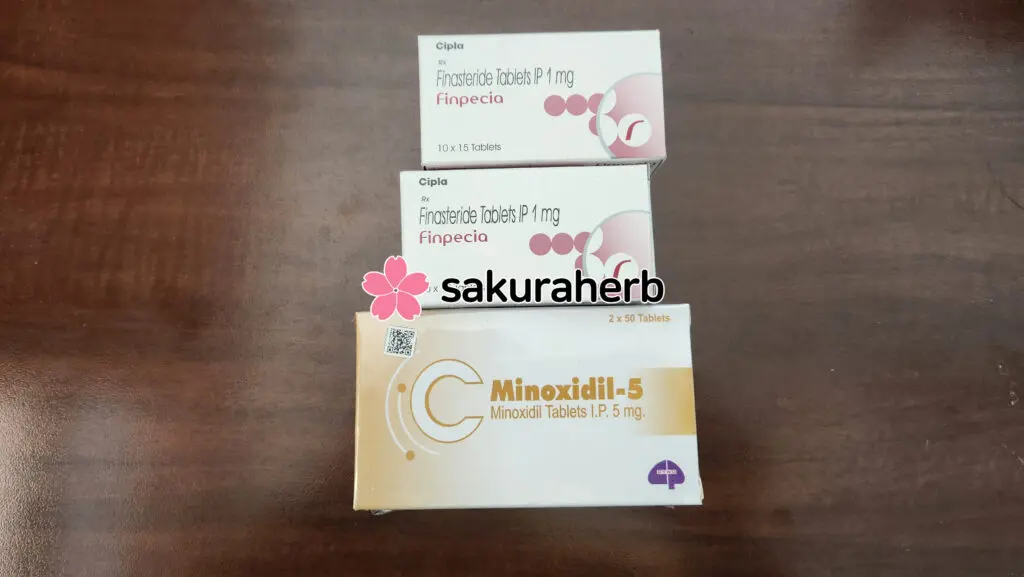 Cipla
Rx
Finasteride Tablets IP 1 mg
Finpecia
10 x 15 Tablets
Cipla
Rx
Finasteride Tablets IP 1 mg
Finpecia
sakuraherb
2 x 50 Tablets
C
Minoxidil-5
Minoxidil Tablets I.P. 5 mg.